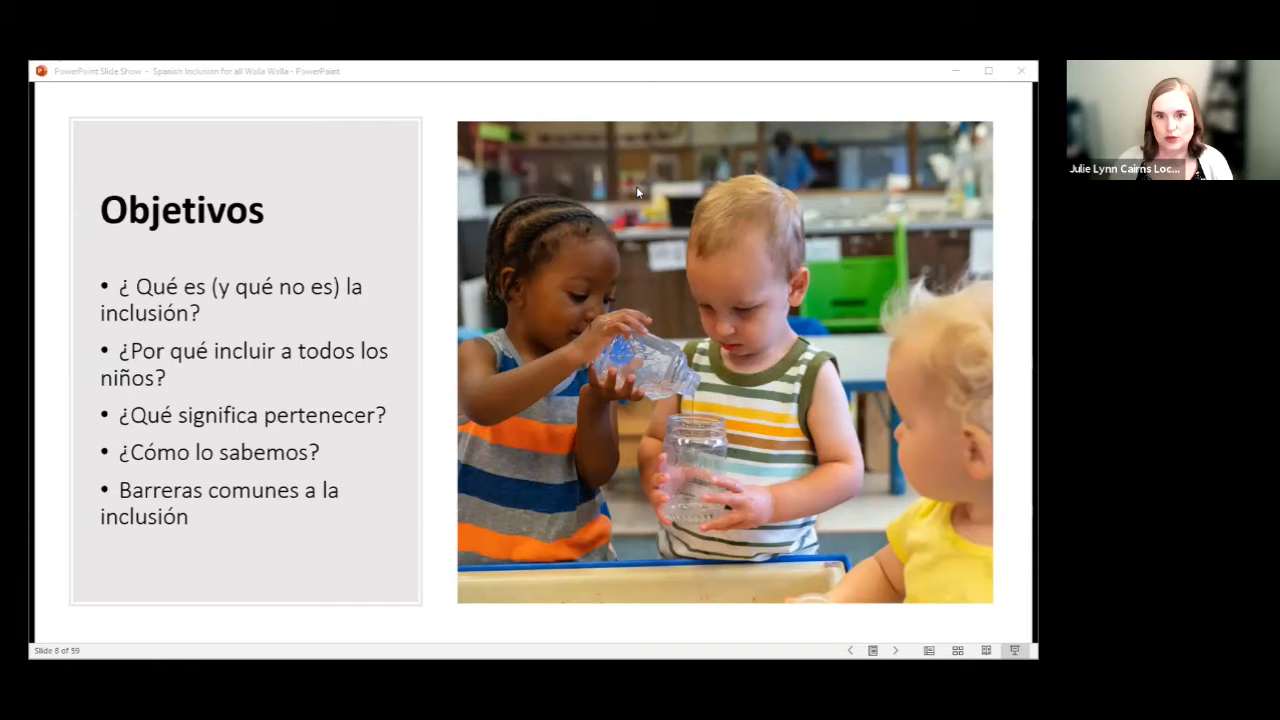 PowerPoint Slide Show - Spanish Inclusion for all Walla Walla - PowerPoint
Objetivos
• ¿ Qué es (y qué no es) la
inclusión?
• ¿Por qué incluir a todos los
niños?
• ¿Qué significa pertenecer?
• ¿Cómo lo sabemos?
• Barreras comunes a la
inclusión
Julie Lynn Cairns Loc...
Slide 8 of 59